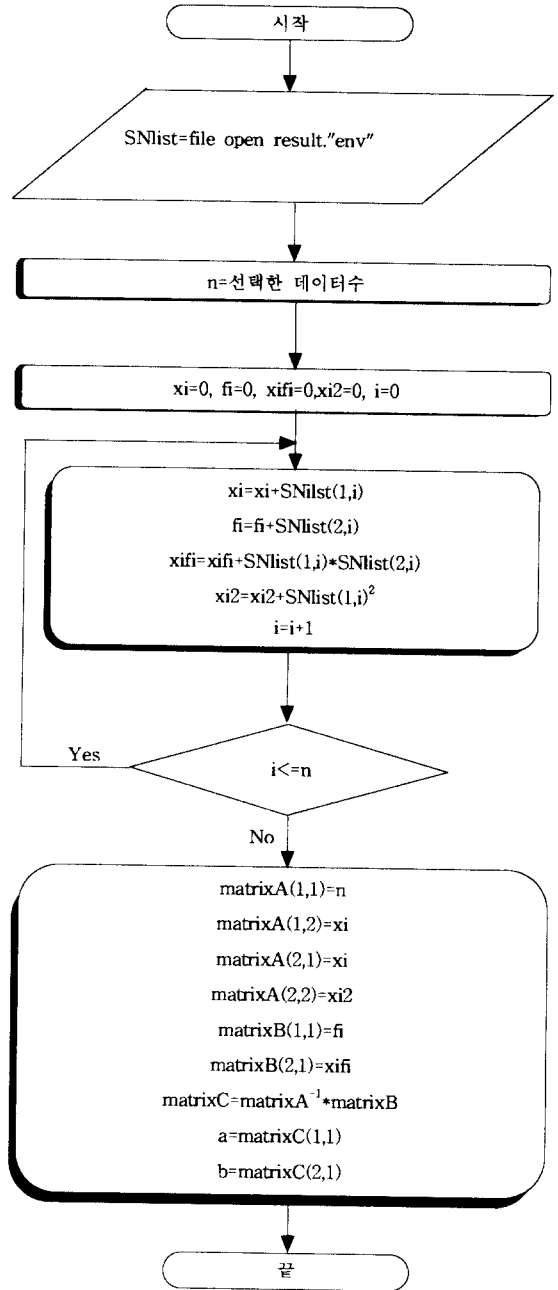 시작
SNlist=file open result."env"
n=선택한 데이터수
xi=0, fi=0, xifi=0,xi2=0, i=0
xi=xi+SNilst(1,i)
fi=fi+SNlist(2,i)
xifi=xifi+SNlist(1,i)*SNlist(2,i)
xi2=xi2+SNlist(1,i)²
i=i+1
Yes
i<=n
No
matrixA(1,1)=n
matrixA(1,2)=xi
matrixA(2,1)=xi
matrixA(2,2)=xi2
matrixB(1,1)=fi
matrixB(2,1)=xifi
matrixC=matrixA⁻¹*matrixB
a=matrixC(1,1)
b=matrixC(2,1)
끝